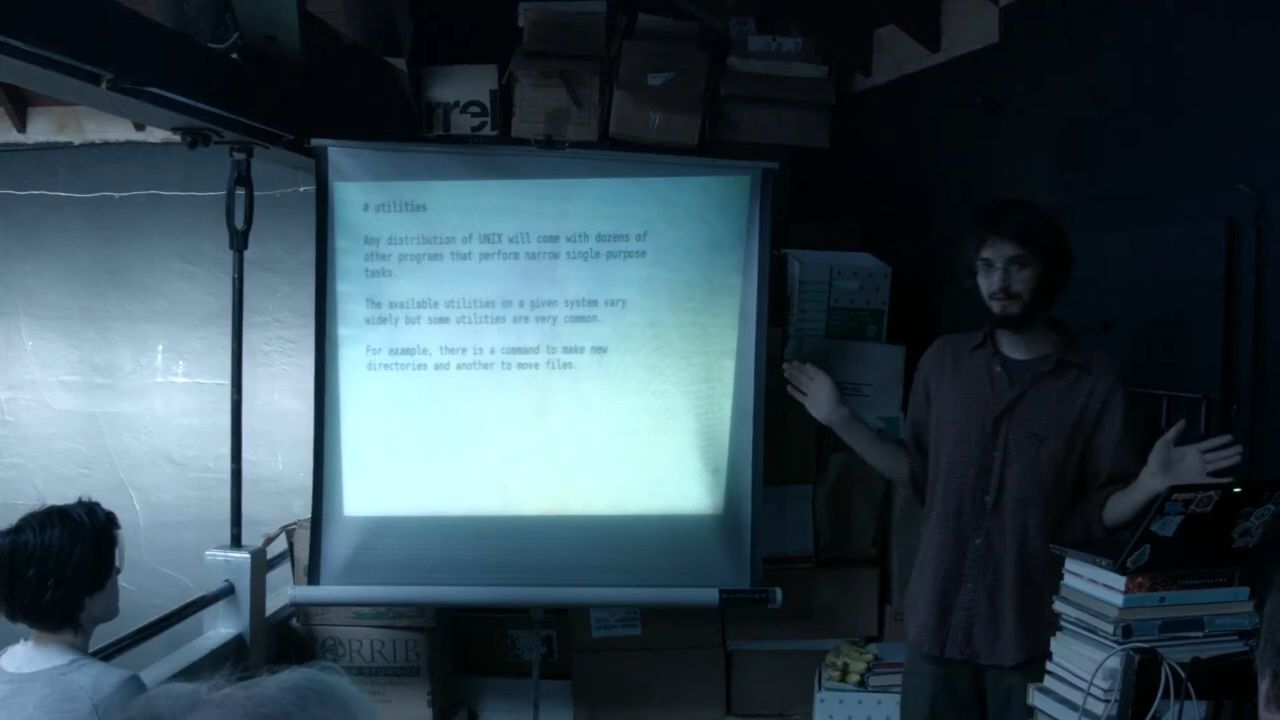 rrel
# utilities
Any distribution of UNIX will come with dozens of
other programs that perform narrow single-purpose
tasks.
The available utilities on a given system vary
widely but some utilities are very common.
For example, there is a command to make new
directories and another to move files.
ORRIB